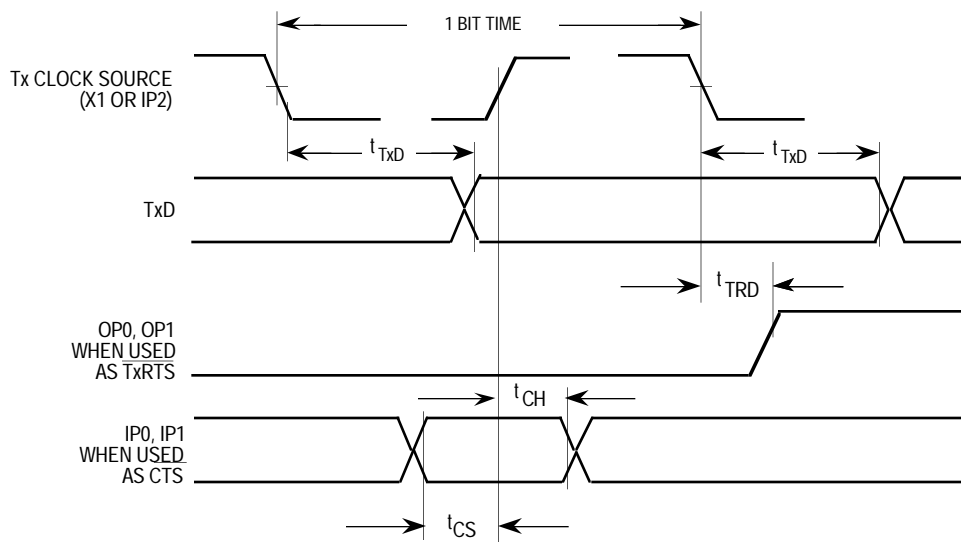 1 BIT TIME
Tx CLOCK SOURCE
(X1 OR IP2)
tTxD
tTxD
TxD
tTRD
OP0, OP1
WHEN USED
AS TxRTS
tCH
IP0, IP1
WHEN USED
AS CTS
tCS